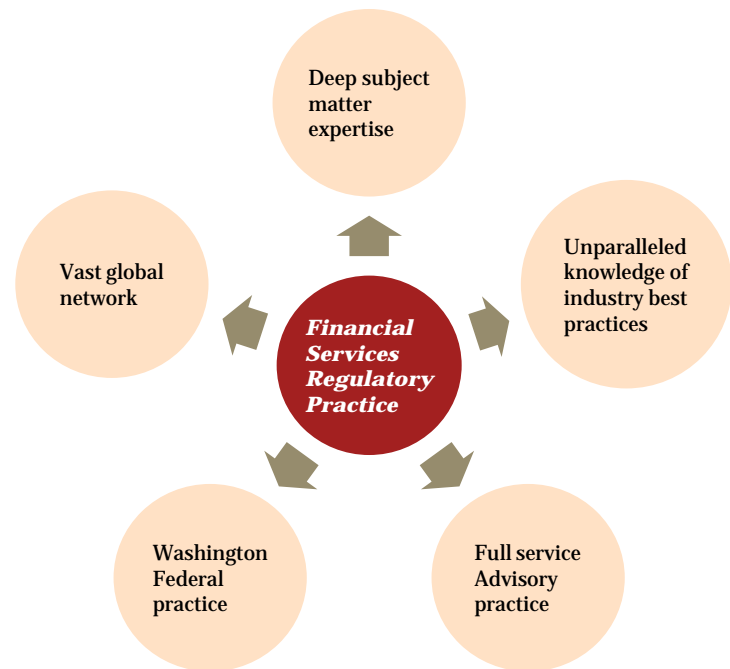 Deep subject
matter
expertise
Vast global
network
Unparalleled
knowledge of
industry best
practices
Financial
Services
Regulatory
Practice
Washington
Federal
practice
Full service
Advisory
practice